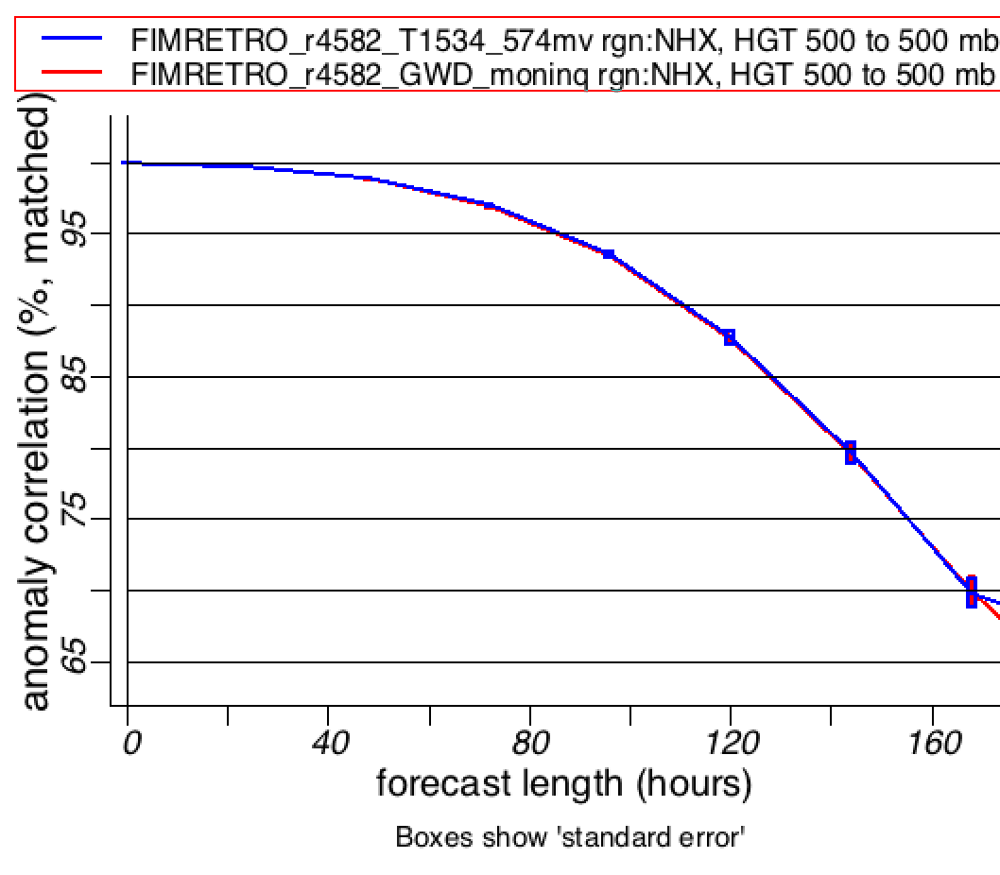 FIMRETRO_r4582_T1534_574mv rgn:NHX, HGT 500 to 500 mb
FIMRETRO_r4582_GWD_moninq rgn:NHX, HGT 500 to 500 mb
anomaly correlation (%, matched)
95
85
75
65
0 40 80 120 160
forecast length (hours)
Boxes show 'standard error'